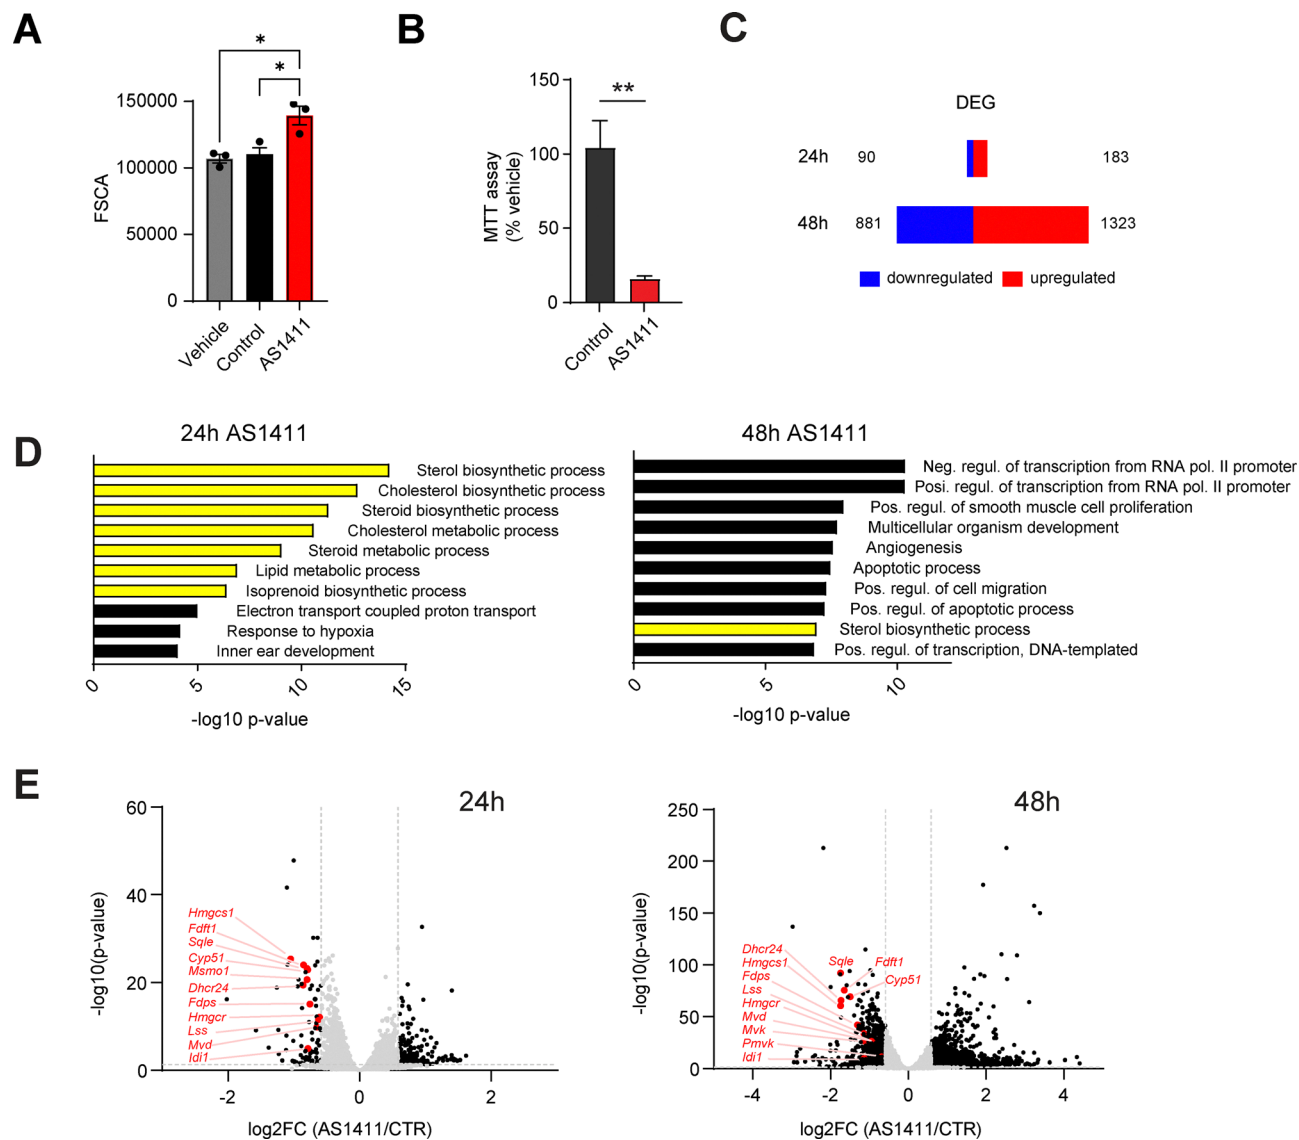 A
*
*
150000
100000
50000
0
FSCA
Vehicle
Control
AS1411
B
**
150
100
50
0
MTT assay
(% vehicle)
Control
AS1411
C
DEG
24h 90 183
48h 881 1323
downregulated upregulated
D
24h AS1411
Sterol biosynthetic process
Cholesterol biosynthetic process
Steroid biosynthetic process
Cholesterol metabolic process
Steroid metabolic process
Lipid metabolic process
Isoprenoid biosynthetic process
Electron transport coupled proton transport
Response to hypoxia
Inner ear development
0 5 10 15
-log10 p-value
48h AS1411
Neg. regul. of transcription from RNA pol. II promoter
Posi. regul. of transcription from RNA pol. II promoter
Pos. regul. of smooth muscle cell proliferation
Multicellular organism development
Angiogenesis
Apoptotic process
Pos. regul. of cell migration
Pos. regul. of apoptotic process
Sterol biosynthetic process
Pos. regul. of transcription, DNA-templated
0 5 10
-log10 p-value
E
24h
60
40
20
0
-log10(p-value)
Hmgcs1
Fdft1
Sqle
Cyp51
Msmo1
Dhcr24
Fdps
Hmgcr
Lss
Mvd
Idi1
-2 0 2
log2FC (AS1411/CTR)
48h
250
200
150
100
50
0
-log10(p-value)
Dhcr24
Hmgcs1
Fdps
Lss
Hmgcr
Mvd
Mvk
Pmvk
Idi1
Sqle
Fdft1
Cyp51
-4 -2 0 2 4
log2FC (AS1411/CTR)